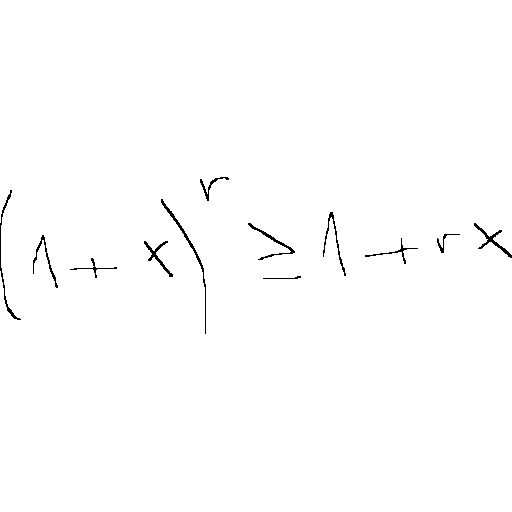 (1 + x)^r ≥ 1 + rx